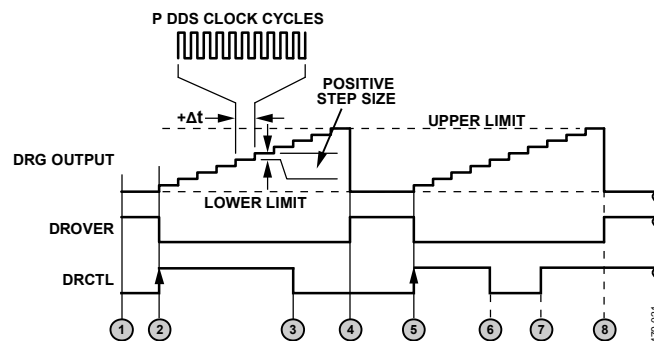 P DDS CLOCK CYCLES
POSITIVE
STEP SIZE
+Δt
UPPER LIMIT
DRG OUTPUT
LOWER LIMIT
DROVER
DRCTL
1 2 3 4 5 6 7 8